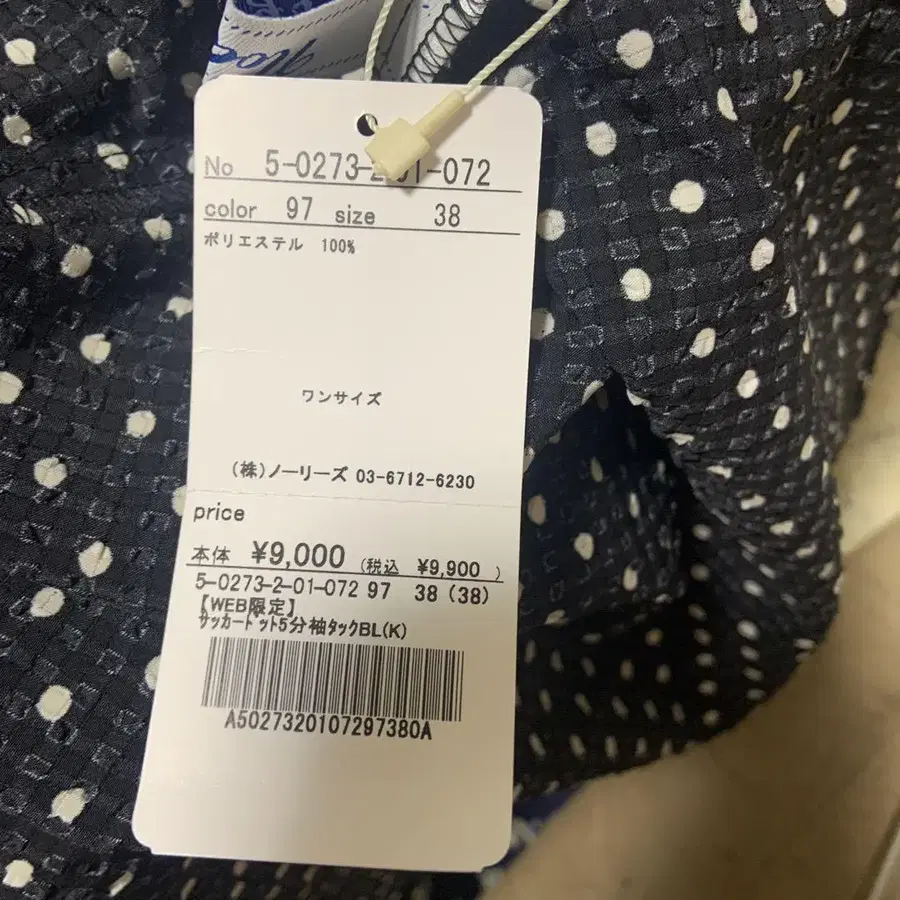 No 5-0273-2-01-072
color 97 size 38
ポリエステル 100%
ワンサイズ
(株)ノーリーズ 03-6712-6230
price
本体 ¥9,000 (税込 ¥9,900 )
5-0273-2-01-072 97 38(38)
【WEB限定】
サッカードット5分袖タックBL(K)
A5027320107297380A